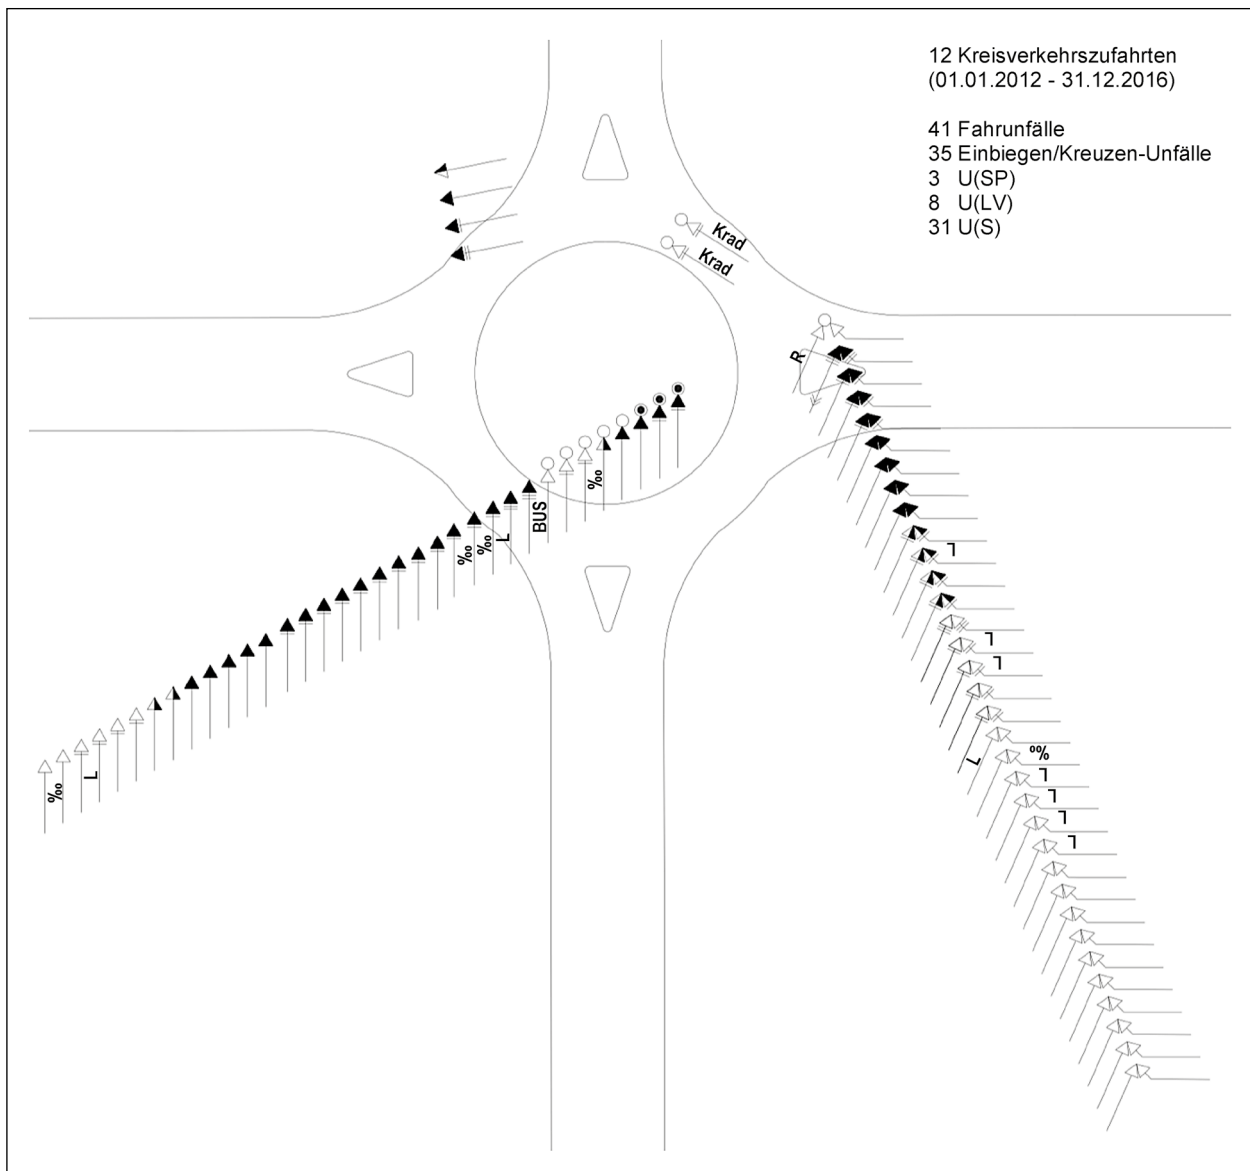 12 Kreisverkehrszufahrten
(01.01.2012 - 31.12.2016)
41 Fahrunfälle
35 Einbiegen/Kreuzen-Unfälle
3 U(SP)
8 U(LV)
31 U(S)
Krad
Krad
R
‰
BUS
L
‰
‰
L
‰
L
L
L
L
‰
L
L
L
L